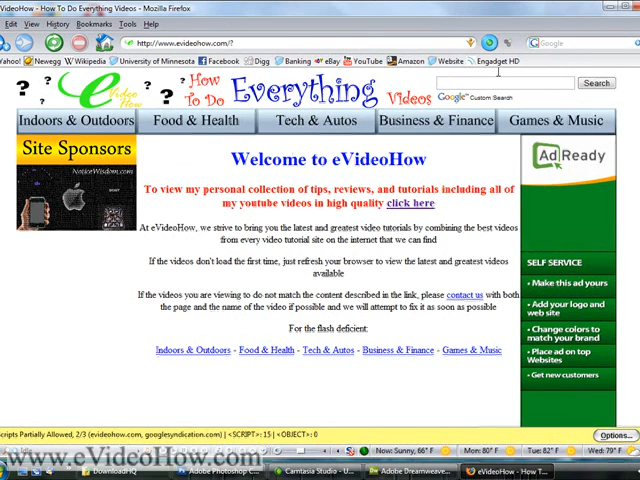 eVideoHow - How To Do Everything Videos - Mozilla Firefox
Edit View History Bookmarks Tools Help
http://www.evideohow.com/?
Google
Yahoo! Newegg Wikipedia University of Minnesota Facebook Digg Banking eBay YouTube Amazon Website Engadget HD
? e Video How ? ? ? How To Do Everything Videos
Search
Google™ Custom Search
Indoors & Outdoors Food & Health Tech & Autos Business & Finance Games & Music
Site Sponsors
NoticeWisdom.com
Welcome to eVideoHow
To view my personal collection of tips, reviews, and tutorials including all of
my youtube videos in high quality click here
At eVideoHow, we strive to bring you the latest and greatest video tutorials by combining the best videos
from every video tutorial site on the internet that we can find
If the videos don't load the first time, just refresh your browser to view the latest and greatest videos
available
If the videos you are viewing to do not match the content described in the link, please contact us with both
the page and the name of the video if possible and we will attempt to fix it as soon as possible
For the flash deficient:
Indoors & Outdoors - Food & Health - Tech & Autos - Business & Finance - Games & Music
AdReady
SELF SERVICE
• Make this ad yours
• Add your logo and
web site
• Change colors to
match your brand
• Place ad on top
Websites
• Get new customers
Scripts Partially Allowed, 2/3 (evideohow.com, googlesyndication.com) | <SCRIPT>: 15 | <OBJECT>: 0
Options...
Now: Sunny, 66° F Mon: 80° F Tue: 82° F Wed: 79° F
www.eVideoHow.com
DownloadHQ Adobe Photoshop C... Camtasia Studio - U... Adobe Dreamweave... eVideoHow - How T...